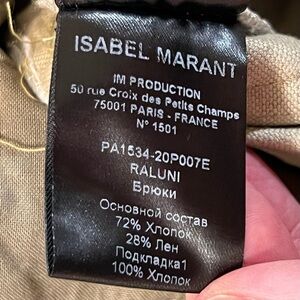 ISABEL MARANT
IM PRODUCTION
50 rue Croix des Petits Champs
75001 PARIS - FRANCE
N° 1501
PA1534-20P007E
RALUNI
Брюки
Основной состав
72% Хлопок
28% Лен
Подкладка1
100% Хлопок